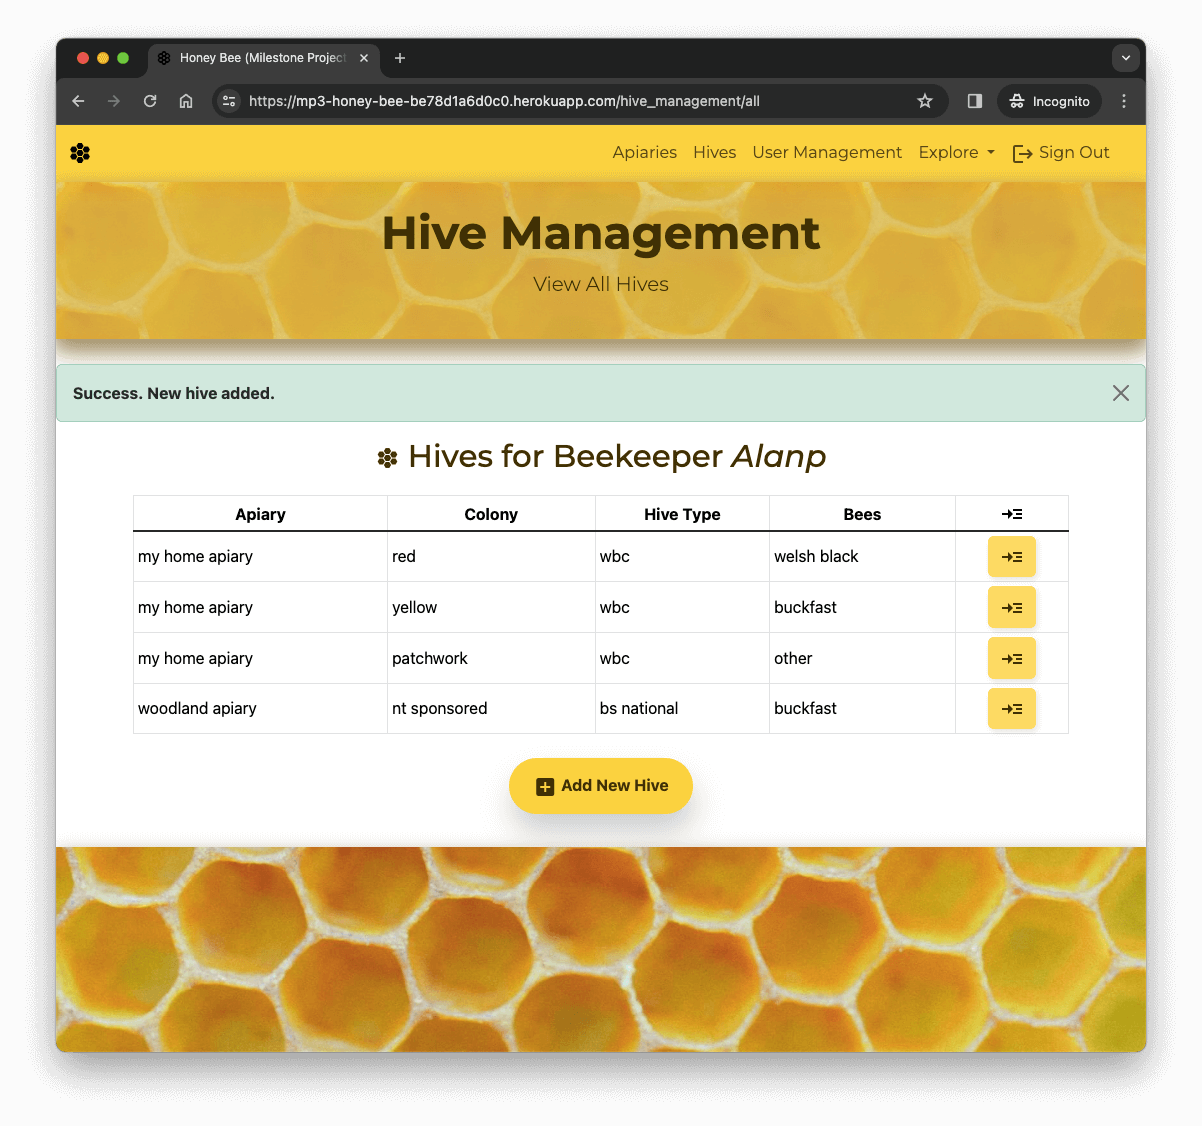 Honey Bee (Milestone Project
https://mp3-honey-bee-be78d1a6d0c0.herokuapp.com/hive_management/all
Incognito
Apiaries Hives User Management Explore Sign Out
Hive Management
View All Hives
Success. New hive added.
Hives for Beekeeper Alanp
Apiary Colony Hive Type Bees
my home apiary red wbc welsh black
my home apiary yellow wbc buckfast
my home apiary patchwork wbc other
woodland apiary nt sponsored bs national buckfast
Add New Hive